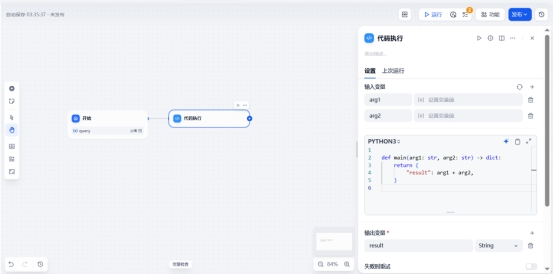 自动保存 03:35:37 · 未发布
运行
功能
发布
代码执行
添加描述...
设置 上次运行
输入变量
arg1 {x} 设置变量值
arg2 {x} 设置变量值
PYTHON3
1
2 def main(arg1: str, arg2: str) -> dict:
3 return {
4 "result": arg1 + arg2,
5 }
6
输出变量 *
result String
失败时重试
开始
query
代码执行
变量检查
84%